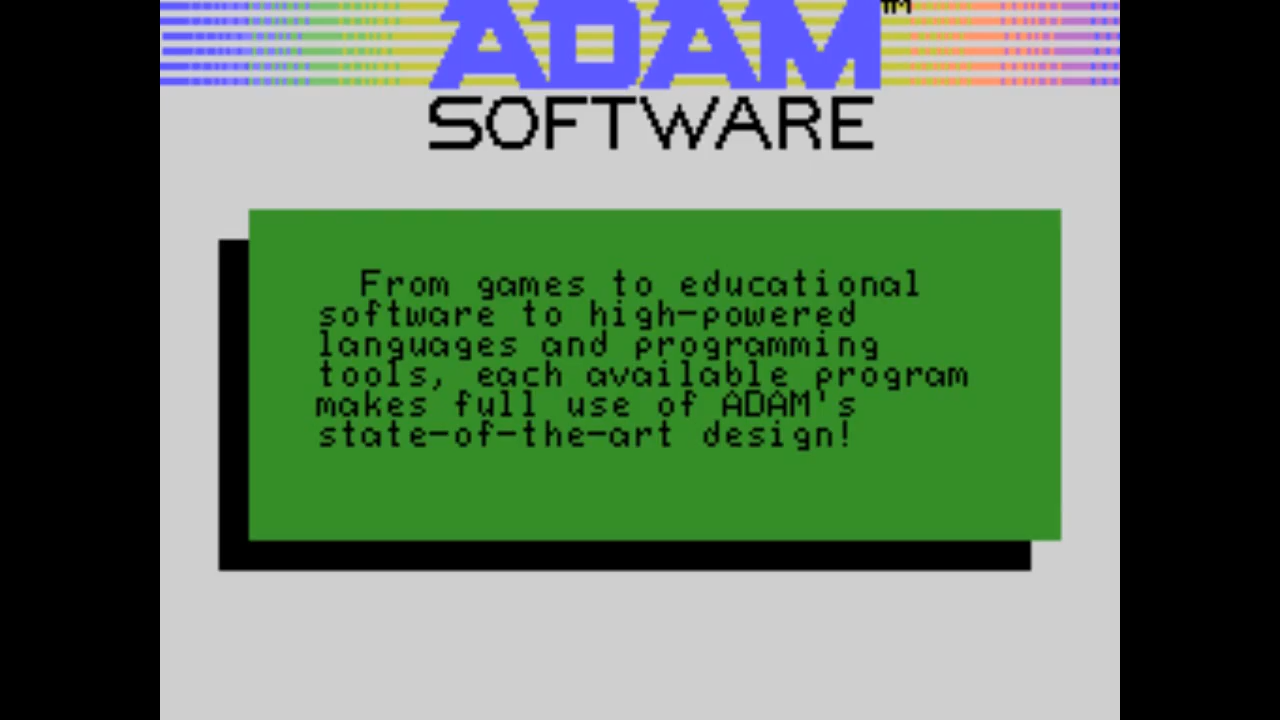 ADAM™
SOFTWARE
From games to educational
software to high-powered
languages and programming
tools, each available program
makes full use of ADAM's
state-of-the-art design!